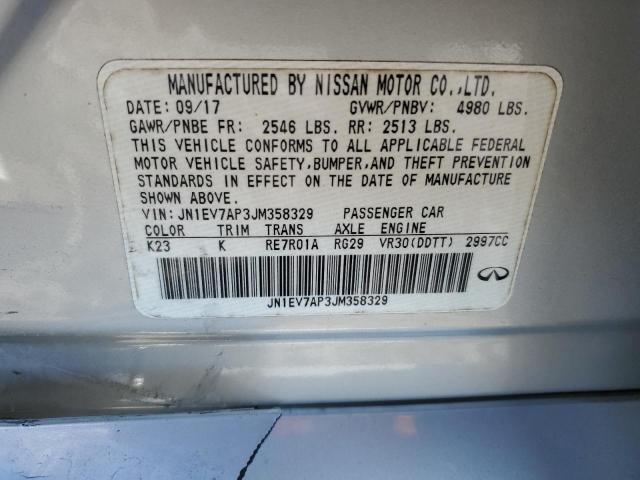 MANUFACTURED BY NISSAN MOTOR CO.,LTD.
DATE: 09/17 GVWR/PNBV: 4980 LBS.
GAWR/PNBE FR: 2546 LBS. RR: 2513 LBS.
THIS VEHICLE CONFORMS TO ALL APPLICABLE FEDERAL
MOTOR VEHICLE SAFETY,BUMPER,AND THEFT PREVENTION
STANDARDS IN EFFECT ON THE DATE OF MANUFACTURE
SHOWN ABOVE.
VIN:JN1EV7AP3JM358329 PASSENGER CAR
COLOR TRIM TRANS AXLE ENGINE
K23 K RE7R01A RG29 VR30(DDTT) 2997CC
JN1EV7AP3JM358329